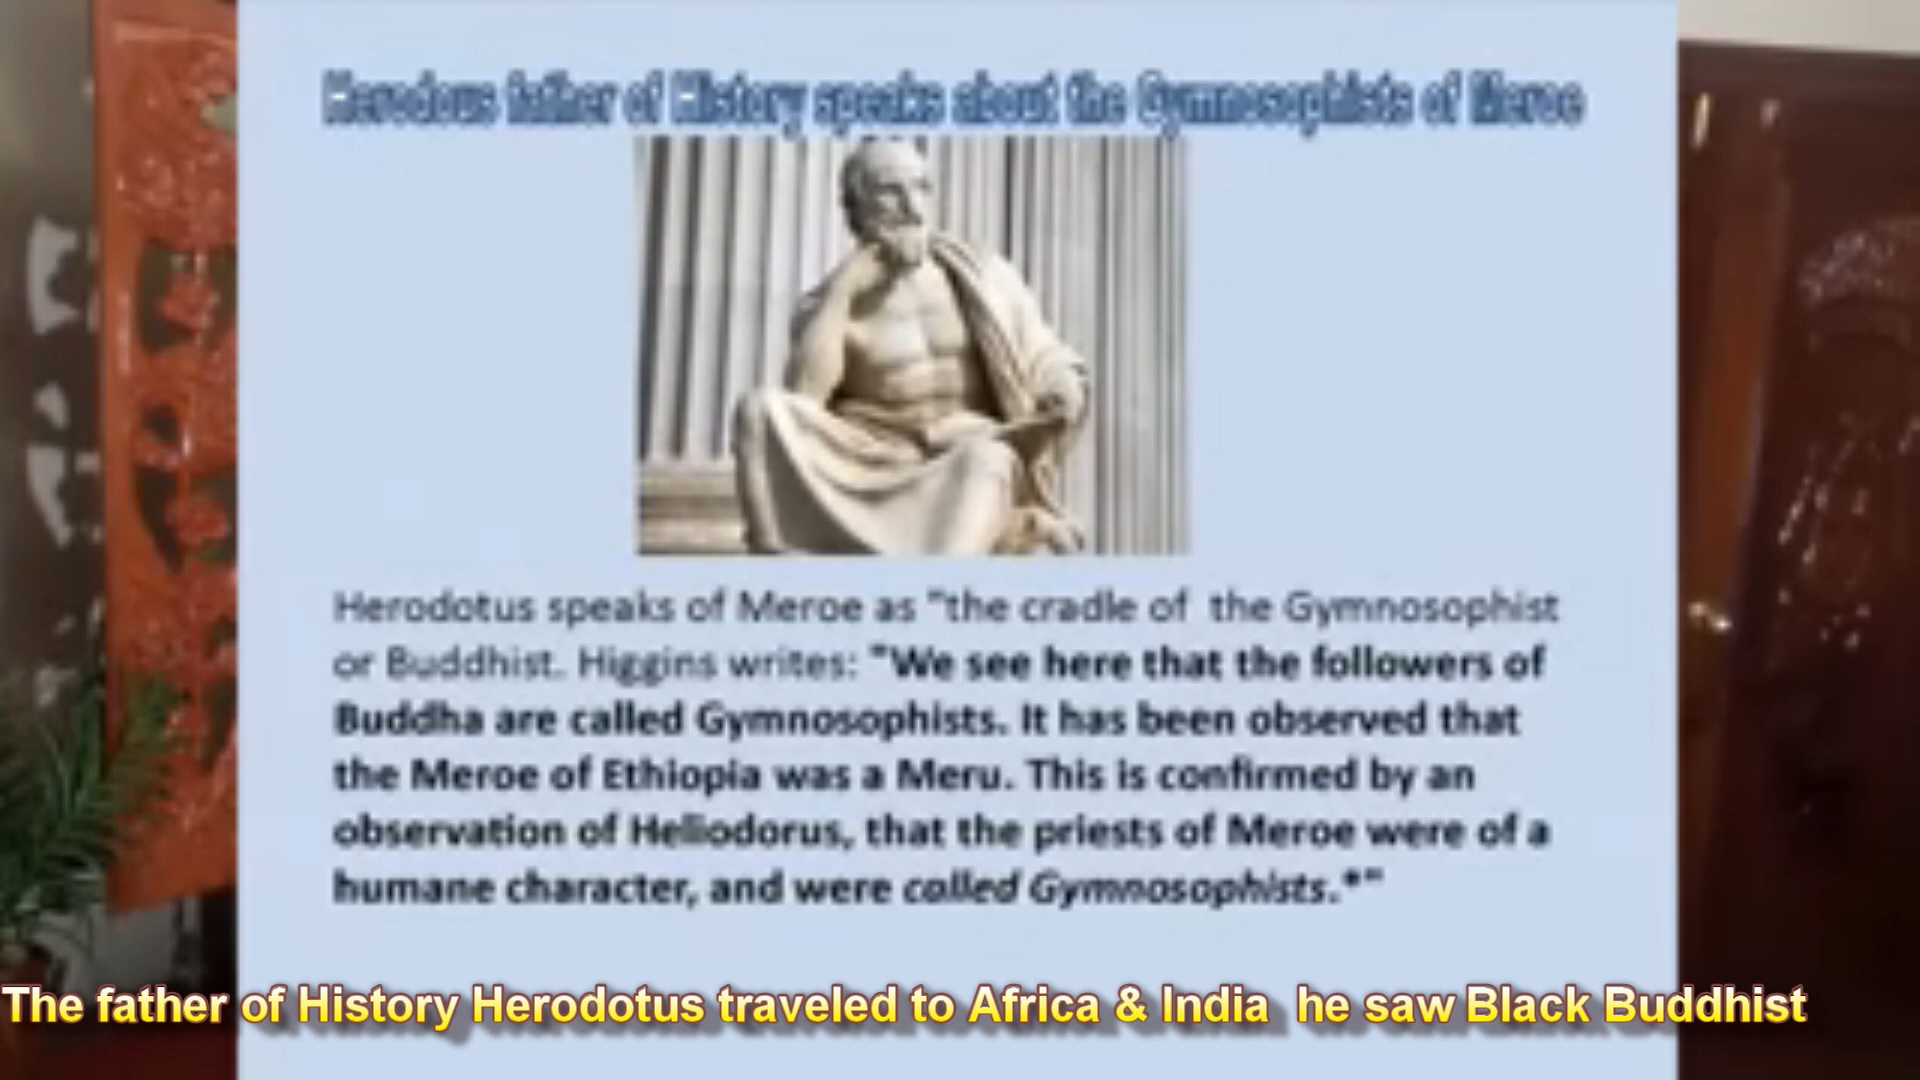 Herodous father of History speaks about the Gymnosophists of Meroe
Herodotus speaks of Meroe as "the cradle of the Gymnosophist
or Buddhist. Higgins writes: "We see here that the followers of
Buddha are called Gymnosophists. It has been observed that
the Meroe of Ethiopia was a Meru. This is confirmed by an
observation of Heliodorus, that the priests of Meroe were of a
humane character, and were called Gymnosophists.*"
The father of History Herodotus traveled to Africa & India he saw Black Buddhist